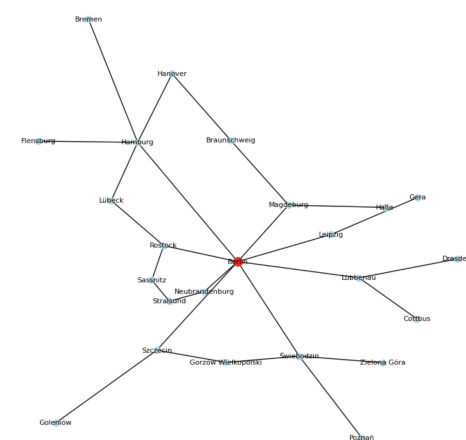 Bremen
Hanover
Flensburg
Hamburg
Braunschweig
Lübeck
Magdeburg
Halle
Gera
Leipzig
Rostock
Berlin
Dresde
Sassnitz
Lübbenau
Neubrandenburg
Stralsund
Cottbus
Szczecin
Gorzów Wielkopolski
Świebodzin
Zielona Góra
Goleniów
Poznań